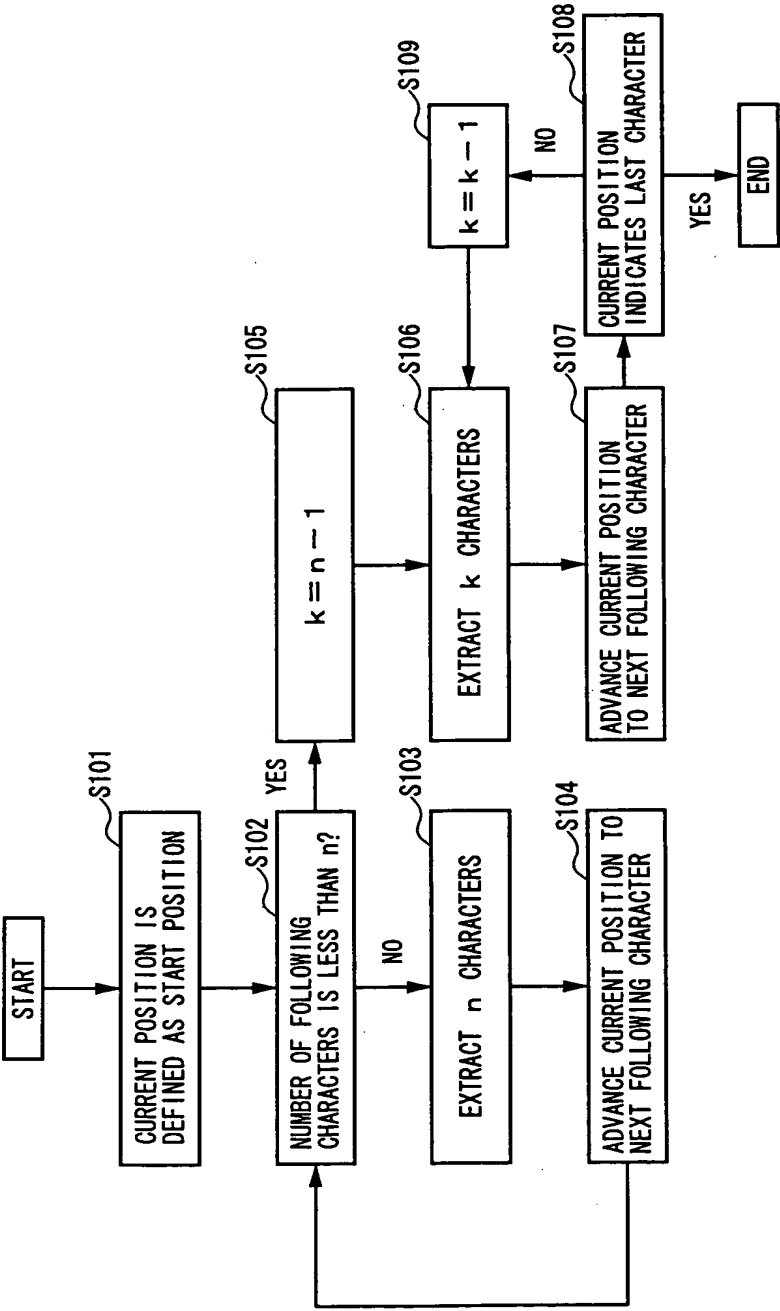 START
S101
CURRENT POSITION IS
DEFINED AS START POSITION
S102
NUMBER OF FOLLOWING
CHARACTERS IS LESS THAN n?
YES
NO
S103
EXTRACT n CHARACTERS
S104
ADVANCE CURRENT POSITION TO
NEXT FOLLOWING CHARACTER
S105
k=n-1
S106
EXTRACT k CHARACTERS
S107
ADVANCE CURRENT POSITION
TO NEXT FOLLOWING CHARACTER
S108
CURRENT POSITION
INDICATES LAST CHARACTER
NO
YES
S109
k=k-1
END